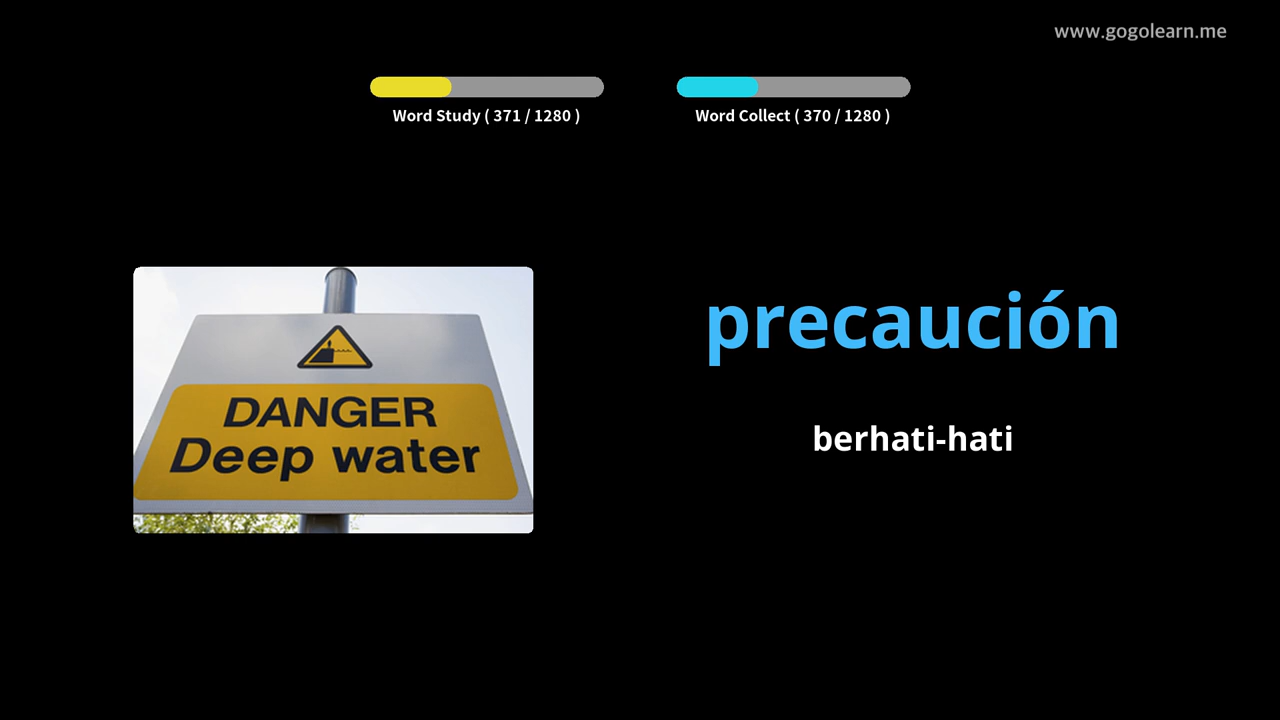 www.gogolearn.me
Word Study ( 371 / 1280 )
Word Collect ( 370 / 1280 )
DANGER
Deep water
precaución
berhati-hati